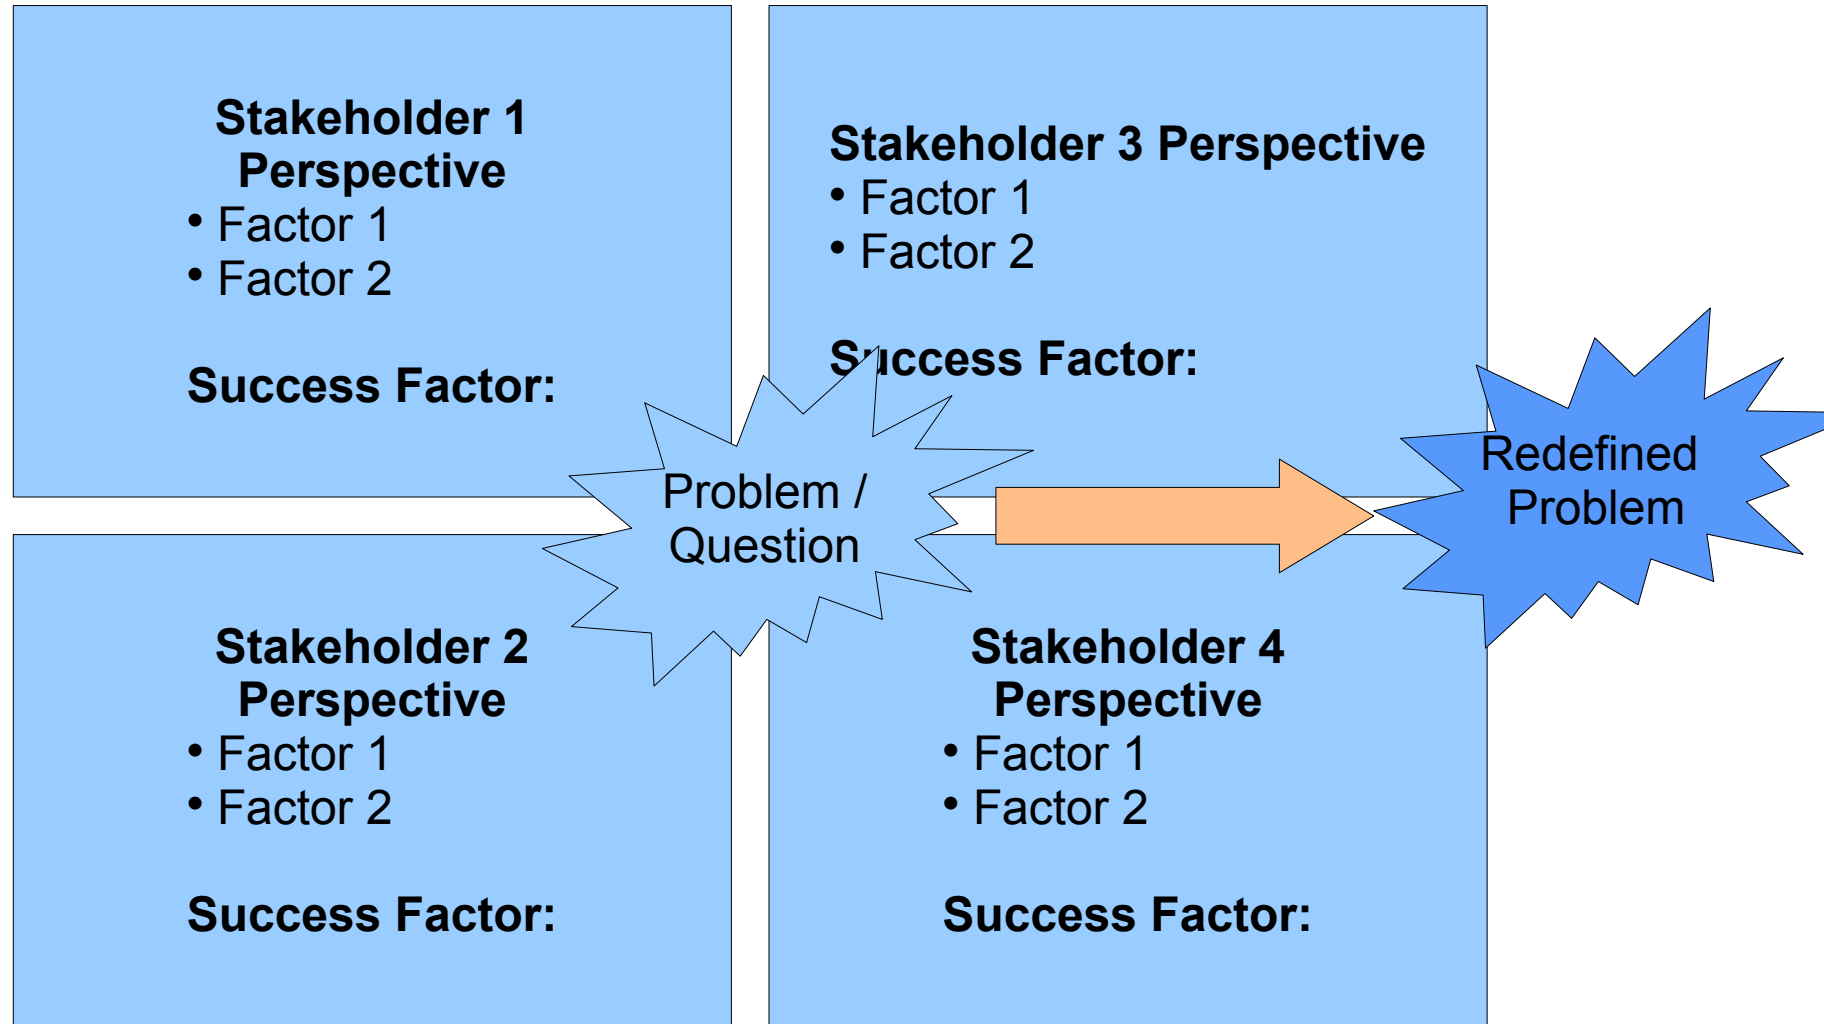 Stakeholder 1
Perspective
• Factor 1
• Factor 2
Success Factor:
Stakeholder 3 Perspective
• Factor 1
• Factor 2
Success Factor:
Problem /
Question
Redefined
Problem
Stakeholder 2
Perspective
• Factor 1
• Factor 2
Success Factor:
Stakeholder 4
Perspective
• Factor 1
• Factor 2
Success Factor: